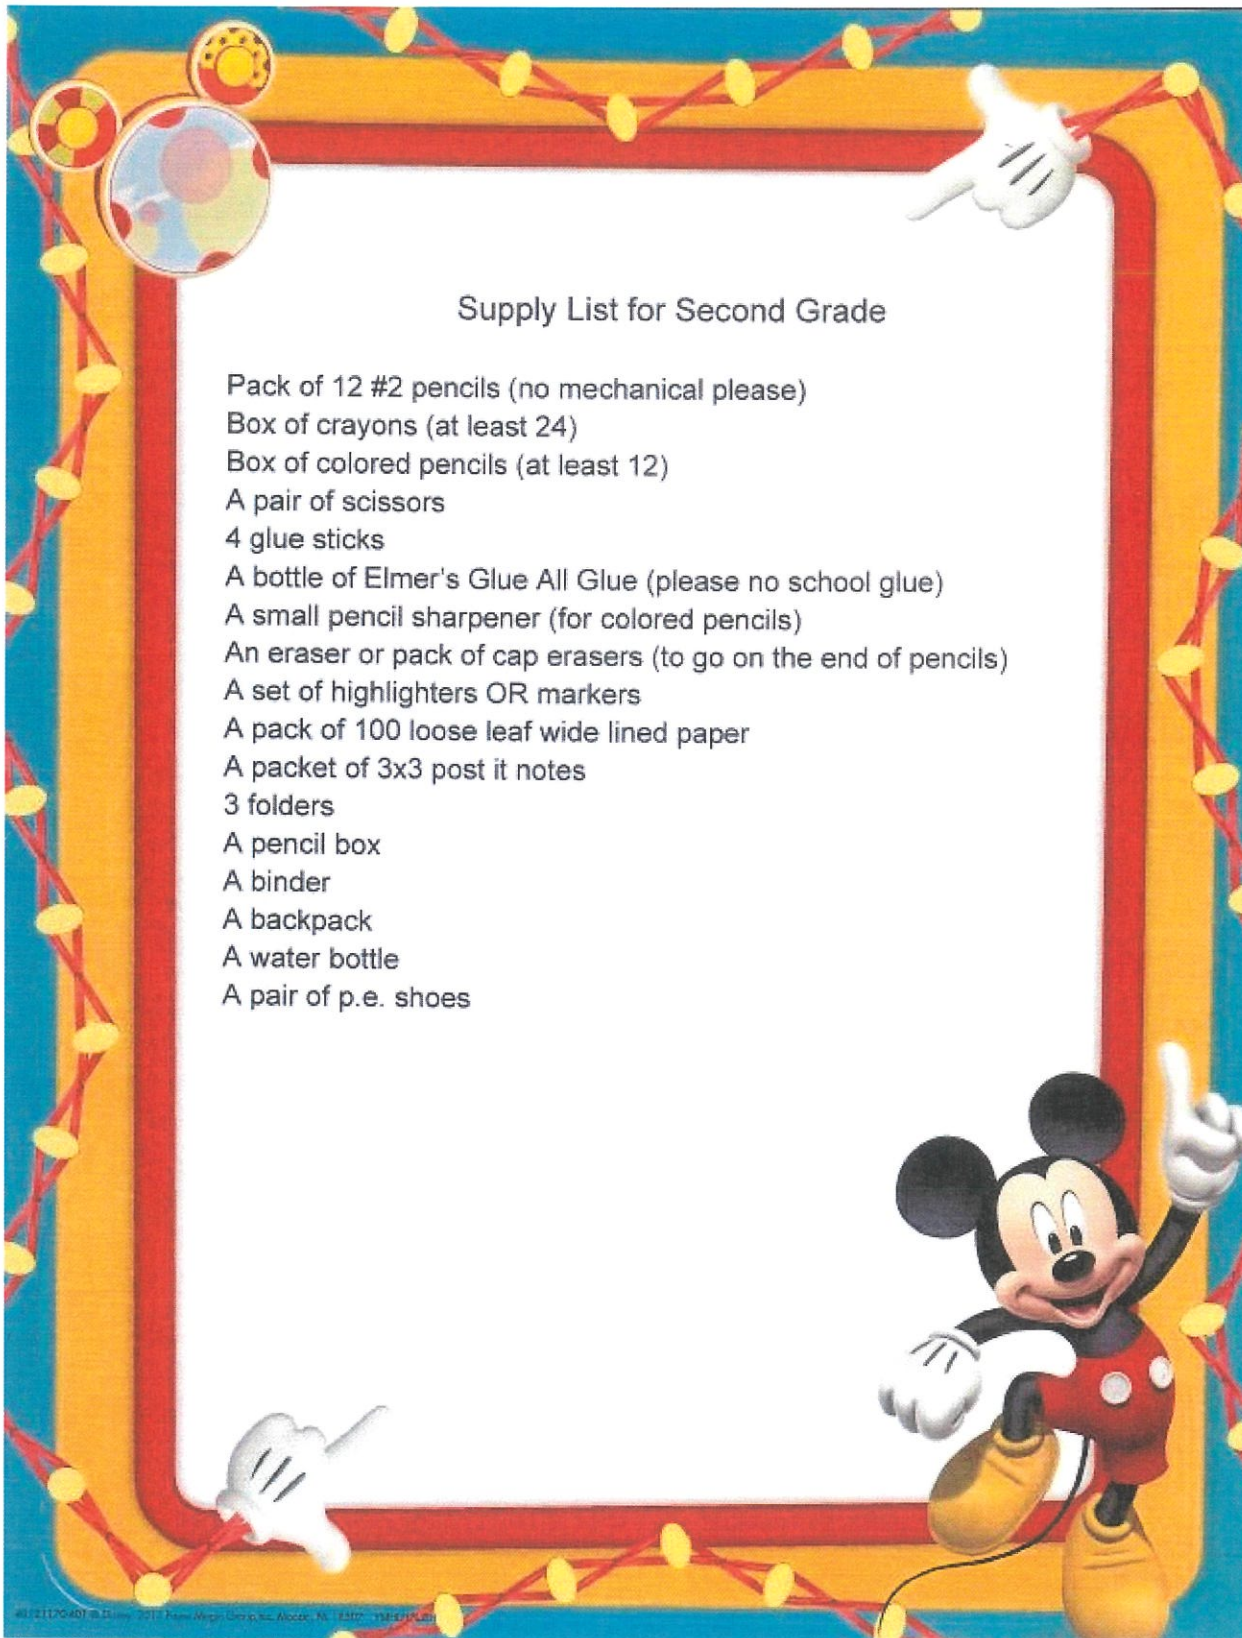 Supply List for Second Grade
Pack of 12 #2 pencils (no mechanical please)
Box of crayons (at least 24)
Box of colored pencils (at least 12)
A pair of scissors
4 glue sticks
A bottle of Elmer's Glue All Glue (please no school glue)
A small pencil sharpener (for colored pencils)
An eraser or pack of cap erasers (to go on the end of pencils)
A set of highlighters OR markers
A pack of 100 loose leaf wide lined paper
A packet of 3x3 post it notes
3 folders
A pencil box
A binder
A backpack
A water bottle
A pair of p.e. shoes